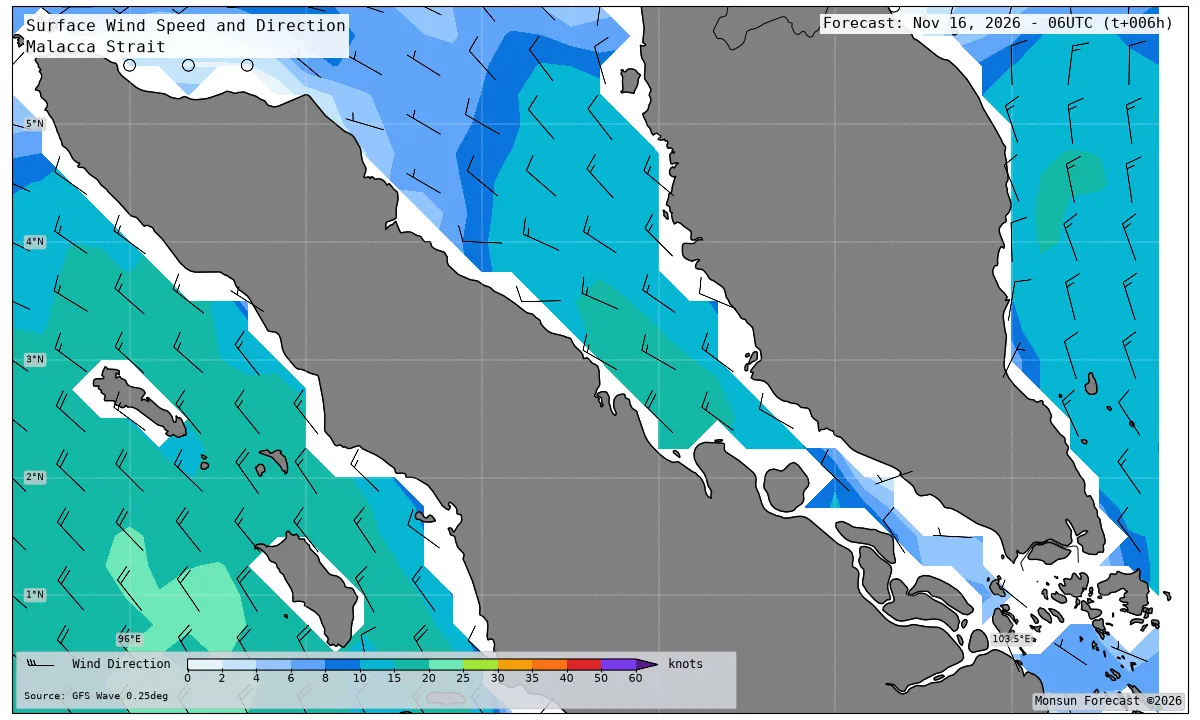 Surface Wind Speed and Direction
Malacca Strait
Forecast: Nov 16, 2026 - 06UTC (t+006h)
5°N
4°N
3°N
2°N
1°N
96°E
103.5°E
Wind Direction
knots
0 2 4 6 8 10 15 20 25 30 35 40 50 60
Source: GFS Wave 0.25deg
Monsun Forecast ©2026